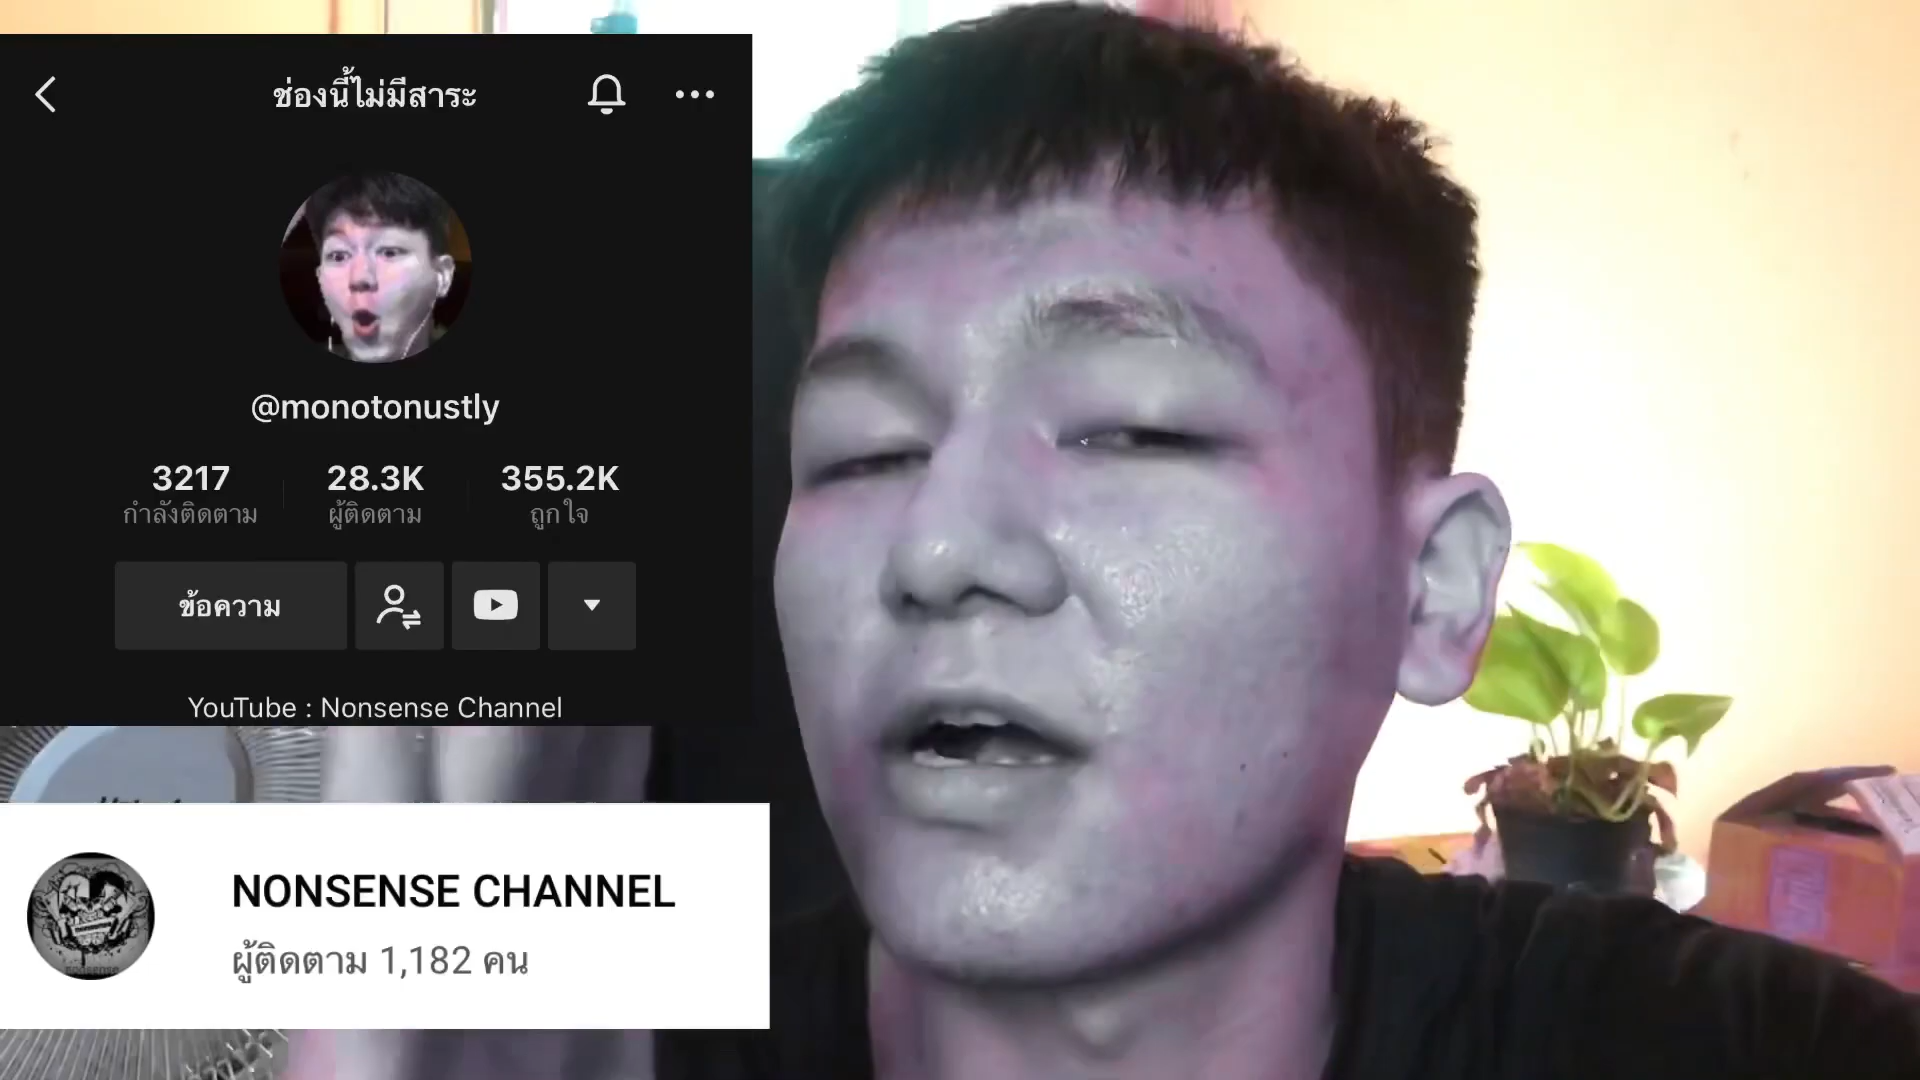 ช่องนี้ไม่มีสาระ
@monotonustly
3217
กำลังติดตาม
28.3K
ผู้ติดตาม
355.2K
ถูกใจ
ข้อความ
YouTube : Nonsense Channel
NONSENSE CHANNEL
ผู้ติดตาม 1,182 คน